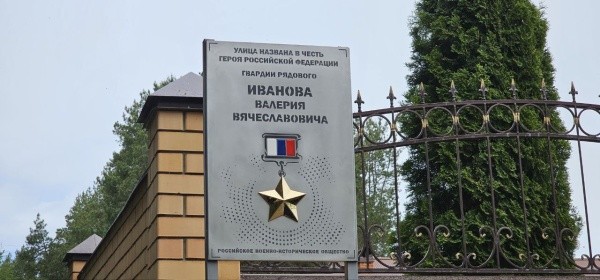 УЛИЦА НАЗВАНА В ЧЕСТЬ
ГЕРОЯ РОССИЙСКОЙ ФЕДЕРАЦИИ
ГВАРДИИ РЯДОВОГО
ИВАНОВА
ВАЛЕРИЯ
ВЯЧЕСЛАВОВИЧА
РОССИЙСКОЕ ВОЕННО-ИСТОРИЧЕСКОЕ ОБЩЕСТВО